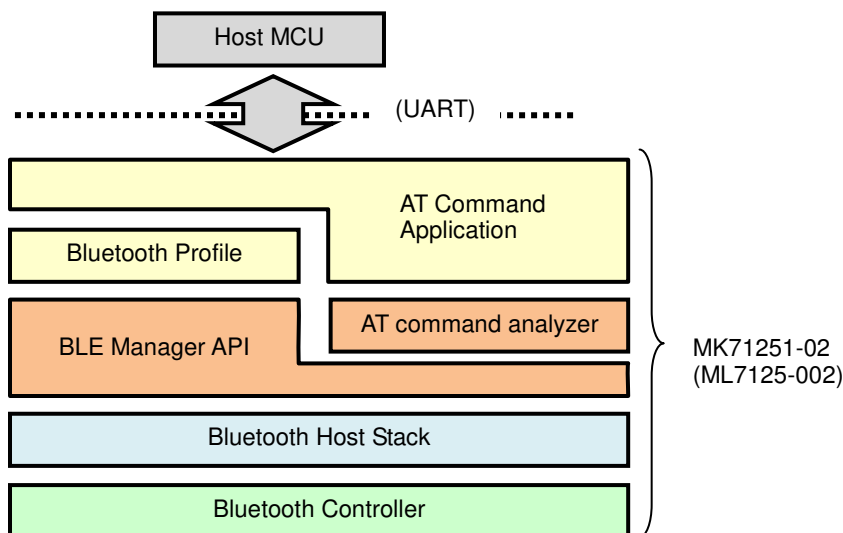 Host MCU
(UART)
AT Command
Application
Bluetooth Profile
AT command analyzer
BLE Manager API
MK71251-02
(ML7125-002)
Bluetooth Host Stack
Bluetooth Controller